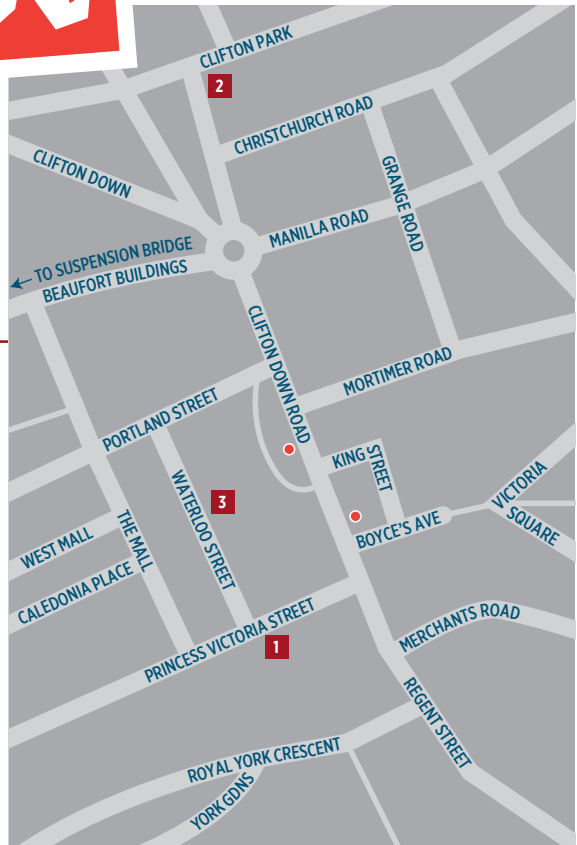 CLIFTON PARK
2
CHRISTCHURCH ROAD
CLIFTON DOWN
GRANGE ROAD
MANILLA ROAD
TO SUSPENSION BRIDGE
BEAUFORT BUILDINGS
CLIFTON DOWN ROAD
MORTIMER ROAD
PORTLAND STREET
KING STREET
WATERLOO STREET
3
VICTORIA SQUARE
BOYCE'S AVE
THE MALL
WEST MALL
CALEDONIA PLACE
PRINCESS VICTORIA STREET
MERCHANTS ROAD
1
REGENT STREET
ROYAL YORK CRESCENT
YORK GDNS